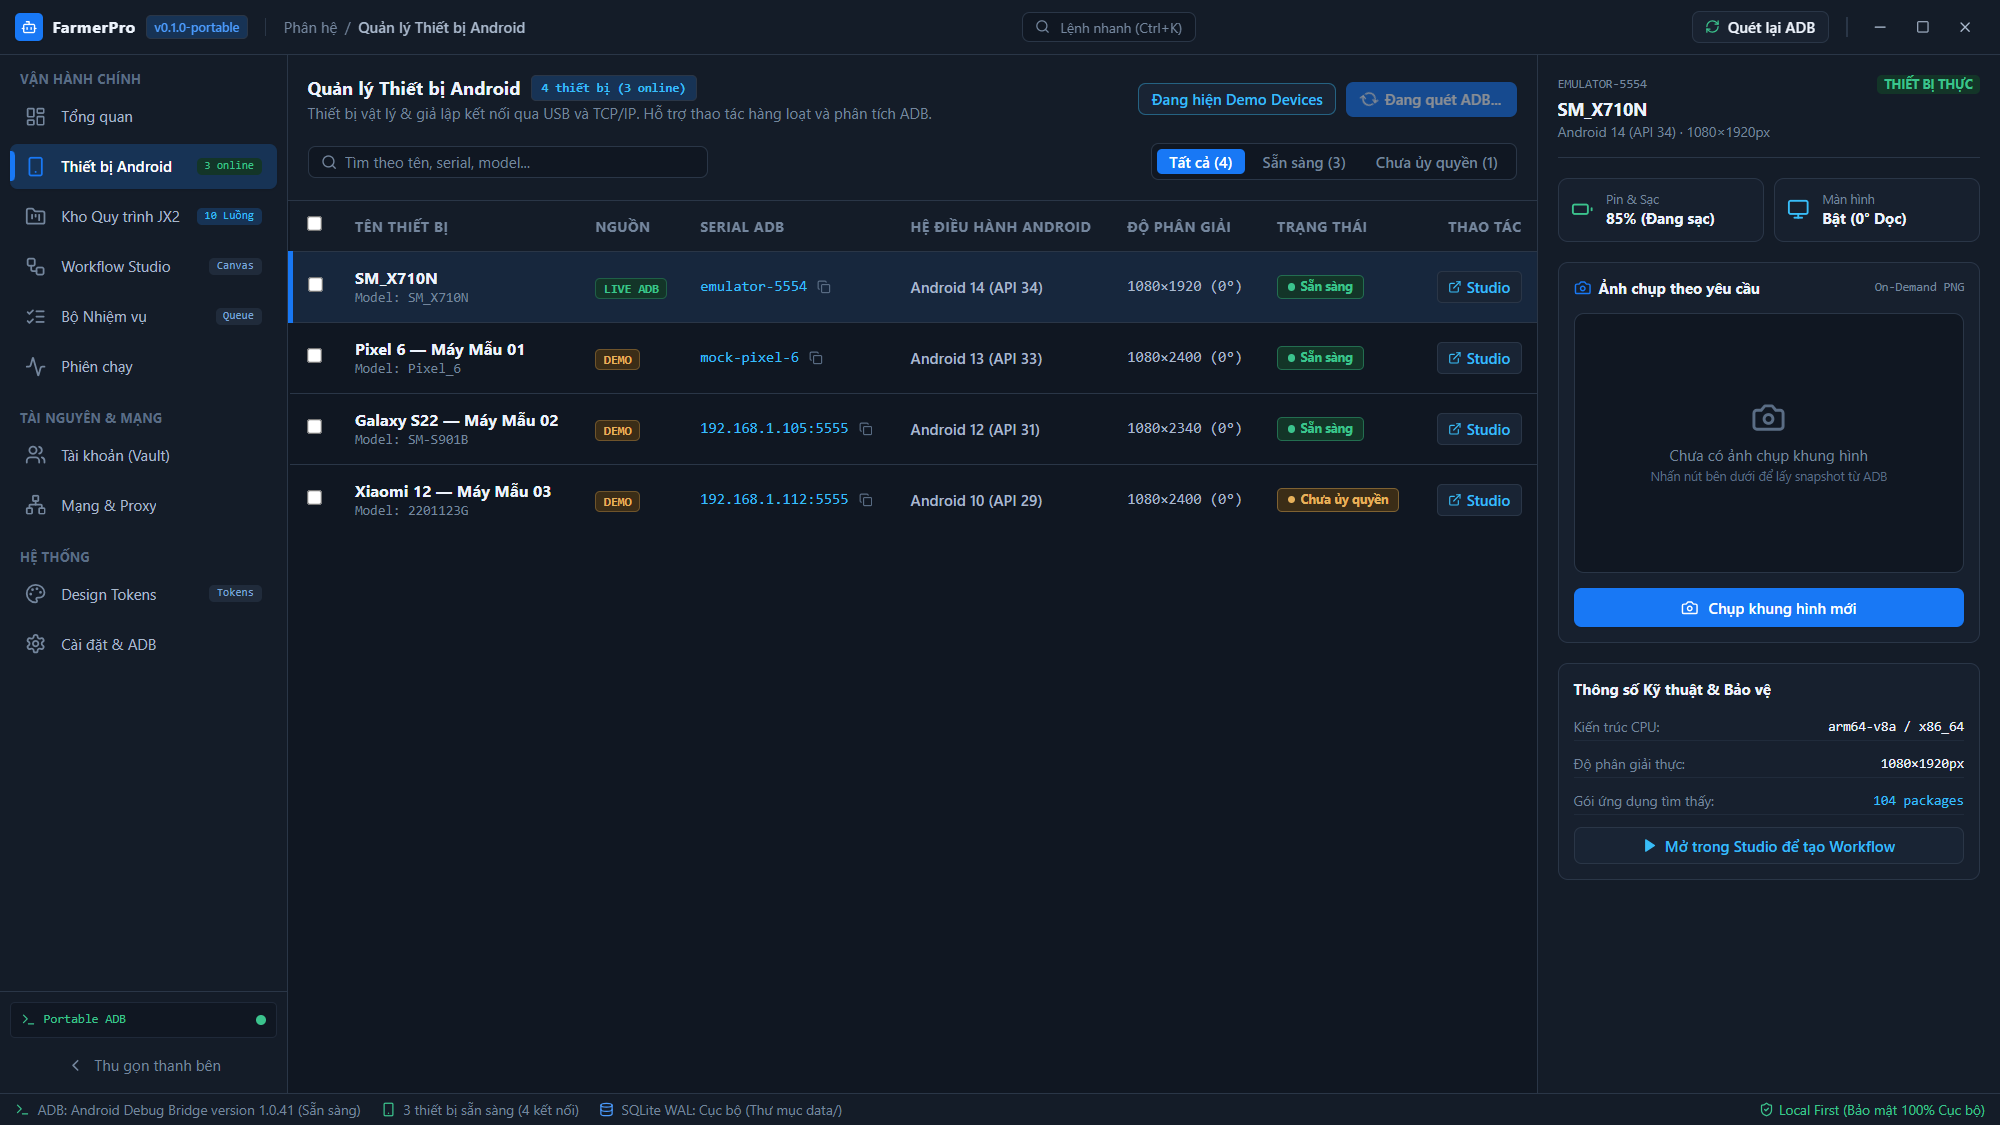 FarmerPro v0.1.0-portable Phân hệ / Quản lý Thiết bị Android Lệnh nhanh (Ctrl+K) Quét lại ADB
VẬN HÀNH CHÍNH
Tổng quan
Thiết bị Android 3 online
Kho Quy trình JX2 10 Luồng
Workflow Studio Canvas
Bộ Nhiệm vụ Queue
Phiên chạy
TÀI NGUYÊN & MẠNG
Tài khoản (Vault)
Mạng & Proxy
HỆ THỐNG
Design Tokens Tokens
Cài đặt & ADB
Portable ADB
Thu gọn thanh bên
Quản lý Thiết bị Android 4 thiết bị (3 online)
Thiết bị vật lý & giả lập kết nối qua USB và TCP/IP. Hỗ trợ thao tác hàng loạt và phân tích ADB.
Đang hiện Demo Devices Đang quét ADB...
Tìm theo tên, serial, model...
Tất cả (4) Sẵn sàng (3) Chưa ủy quyền (1)
TÊN THIẾT BỊ NGUỒN SERIAL ADB HỆ ĐIỀU HÀNH ANDROID ĐỘ PHÂN GIẢI TRẠNG THÁI THAO TÁC
SM_X710N LIVE ADB emulator-5554 Android 14 (API 34) 1080×1920 (0°) Sẵn sàng Studio
Model: SM_X710N
Pixel 6 — Máy Mẫu 01 DEMO mock-pixel-6 Android 13 (API 33) 1080×2400 (0°) Sẵn sàng Studio
Model: Pixel_6
Galaxy S22 — Máy Mẫu 02 DEMO 192.168.1.105:5555 Android 12 (API 31) 1080×2340 (0°) Sẵn sàng Studio
Model: SM-S901B
Xiaomi 12 — Máy Mẫu 03 DEMO 192.168.1.112:5555 Android 10 (API 29) 1080×2400 (0°) Chưa ủy quyền Studio
Model: 2201123G
EMULATOR-5554 THIẾT BỊ THỰC
SM_X710N
Android 14 (API 34) · 1080×1920px
Pin & Sạc
85% (Đang sạc)
Màn hình
Bật (0° Dọc)
Ảnh chụp theo yêu cầu On-Demand PNG
Chưa có ảnh chụp khung hình
Nhấn nút bên dưới để lấy snapshot từ ADB
Chụp khung hình mới
Thông số Kỹ thuật & Bảo vệ
Kiến trúc CPU: arm64-v8a / x86_64
Độ phân giải thực: 1080×1920px
Gói ứng dụng tìm thấy: 104 packages
Mở trong Studio để tạo Workflow
ADB: Android Debug Bridge version 1.0.41 (Sẵn sàng) 3 thiết bị sẵn sàng (4 kết nối) SQLite WAL: Cục bộ (Thư mục data/) Local First (Bảo mật 100% Cục bộ)